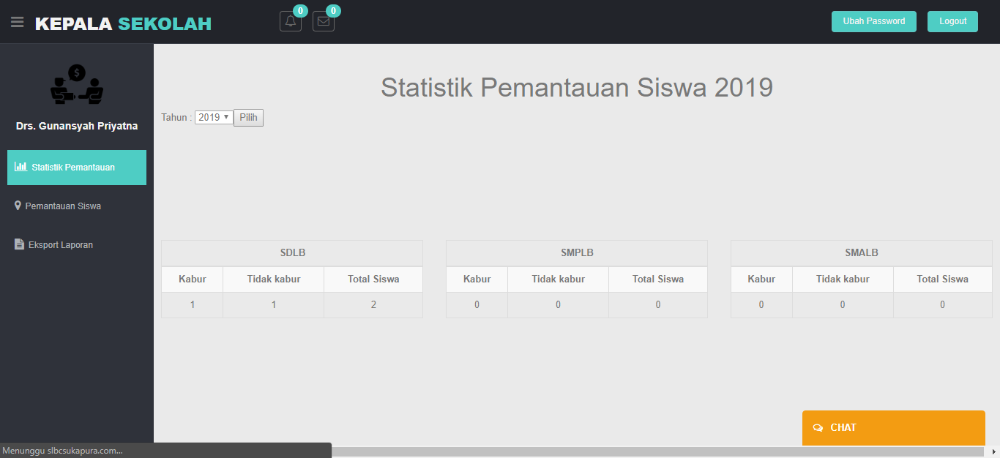 KEPALA SEKOLAH
0
0
Ubah Password
Logout
$
Drs. Gunansyah Priyatna
Statistik Pemantauan
Pemantauan Siswa
Eksport Laporan
Statistik Pemantauan Siswa 2019
Tahun : 2019 Pilih
SDLB
Kabur Tidak kabur Total Siswa
1 1 2
SMPLB
Kabur Tidak kabur Total Siswa
0 0 0
SMALB
Kabur Tidak kabur Total Siswa
0 0 0
CHAT
Menunggu slbcsukapura.com...